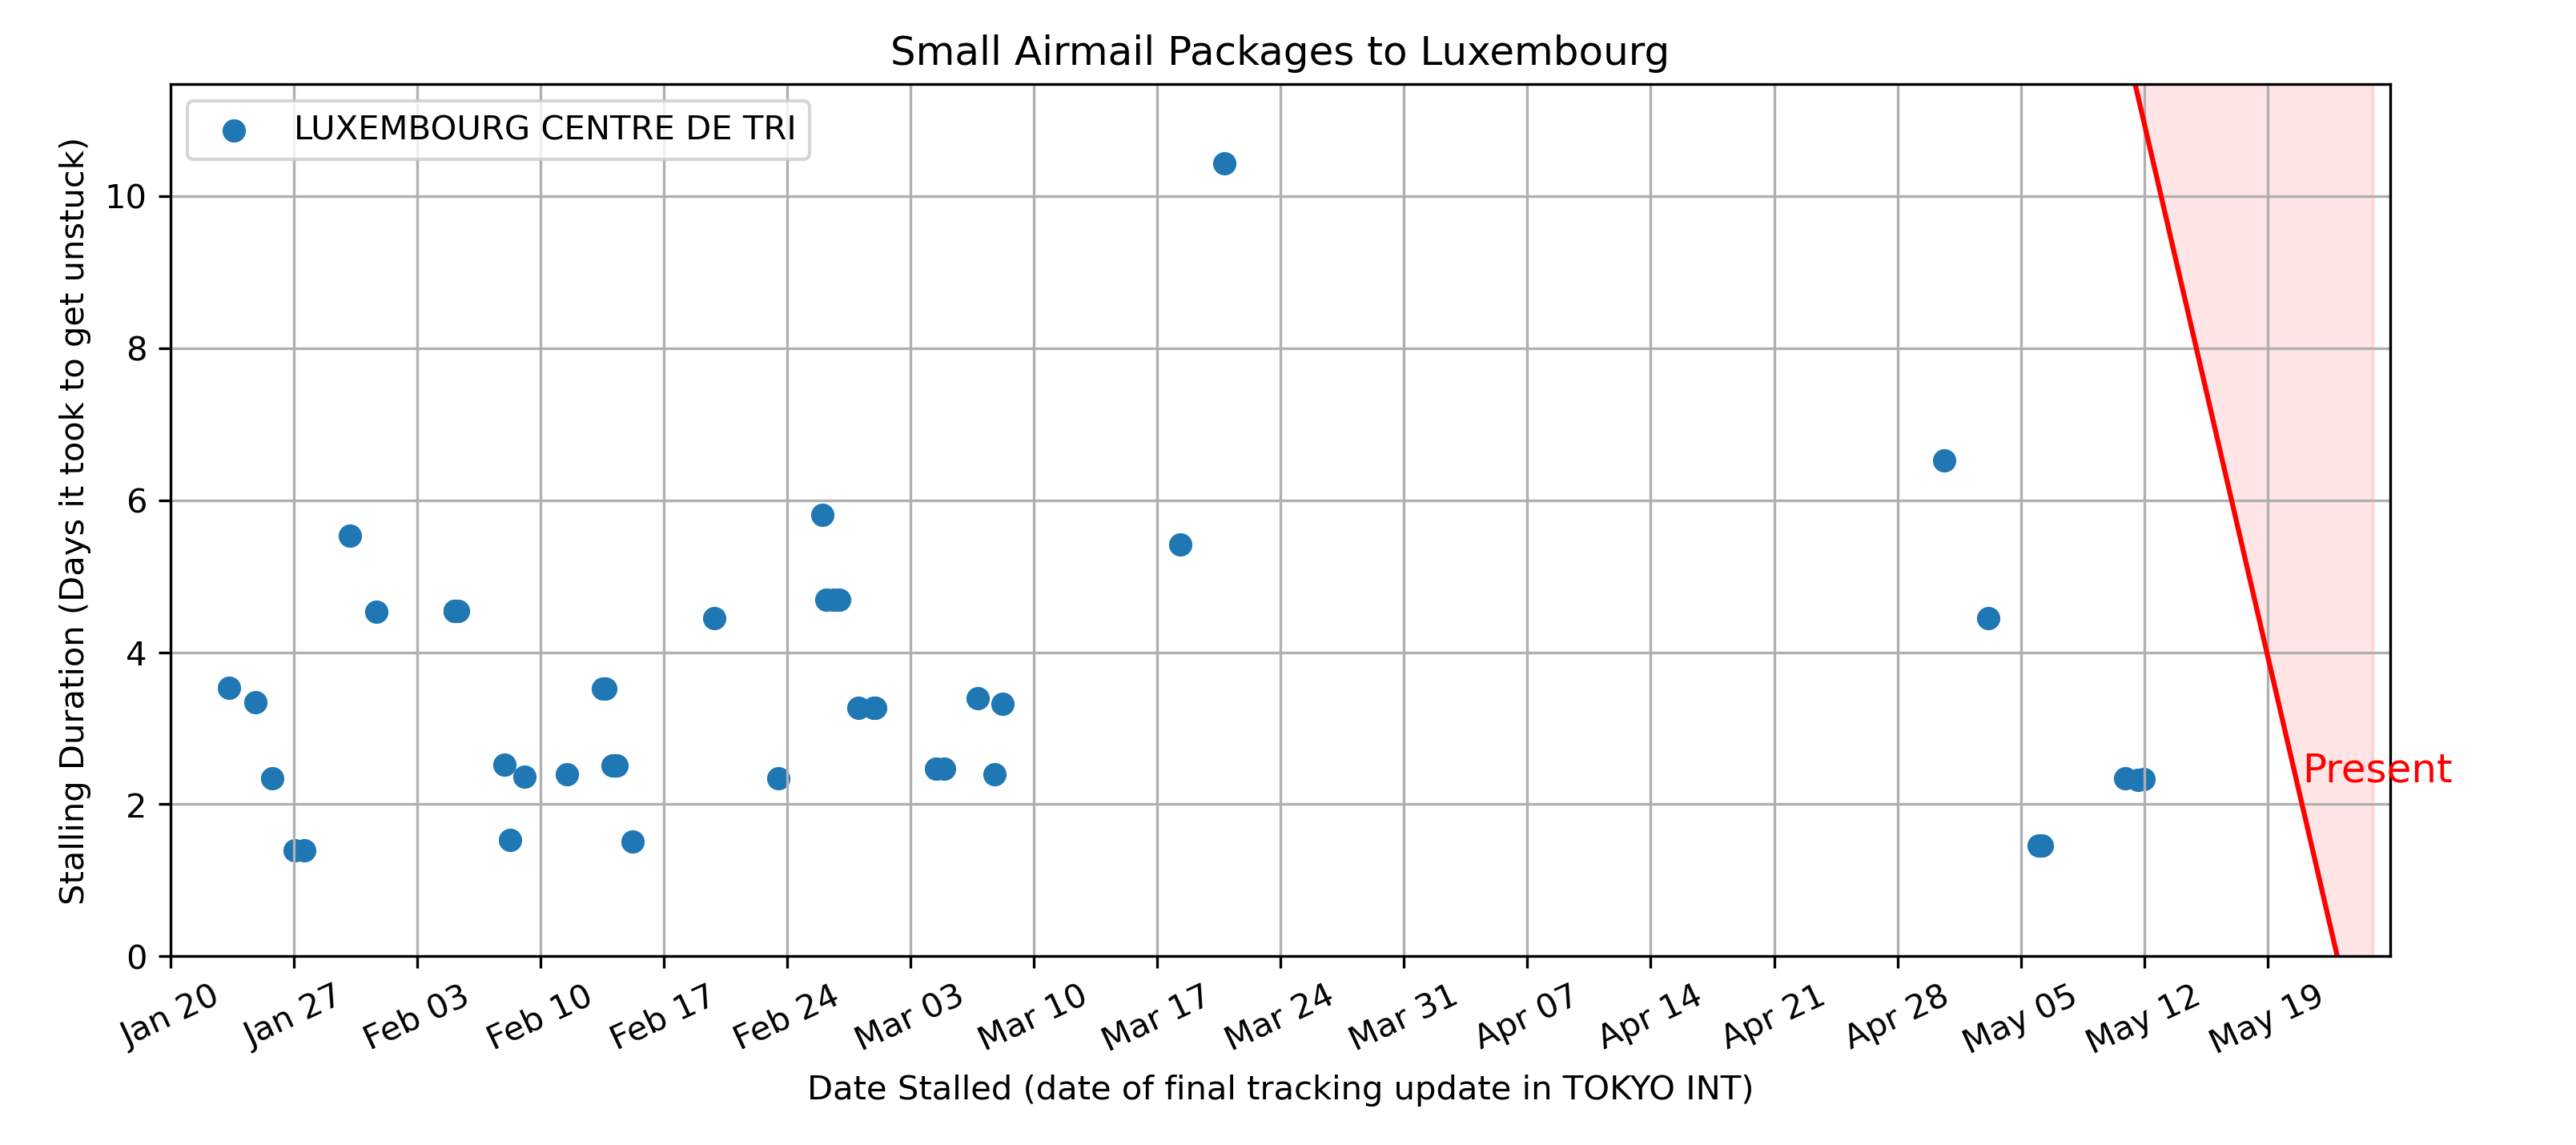 Small Airmail Packages to Luxembourg
LUXEMBOURG CENTRE DE TRI
Stalling Duration (Days it took to get unstuck)
10
8
6
4
2
0
Present
Jan 20
Jan 27
Feb 03
Feb 10
Feb 17
Feb 24
Mar 03
Mar 10
Mar 17
Mar 24
Mar 31
Apr 07
Apr 14
Apr 21
Apr 28
May 05
May 12
May 19
Date Stalled (date of final tracking update in TOKYO INT)